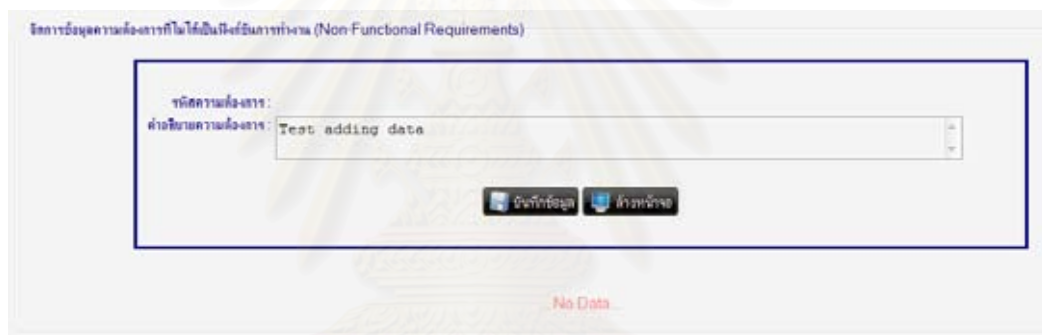 จัดการข้อมูลความต้องการที่ไม่ได้เป็นฟังก์ชันการทำงาน (Non-Functional Requirements)
รหัสความต้องการ :
คำอธิบายความต้องการ : Test adding data
บันทึกข้อมูล ล้างหน้าจอ
...No Data...